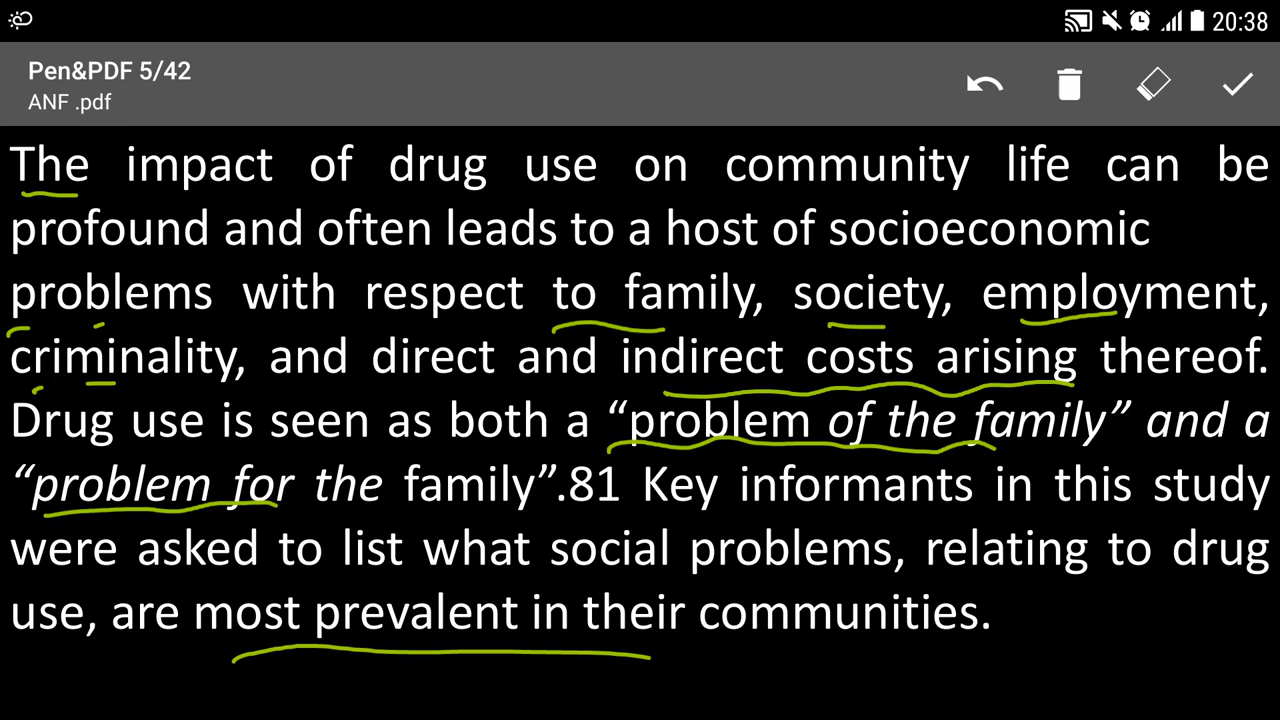 20:38
Pen&PDF 5/42
ANF .pdf
The impact of drug use on community life can be
profound and often leads to a host of socioeconomic
problems with respect to family, society, employment,
criminality, and direct and indirect costs arising thereof.
Drug use is seen as both a “problem of the family” and a
“problem for the family”.81 Key informants in this study
were asked to list what social problems, relating to drug
use, are most prevalent in their communities.